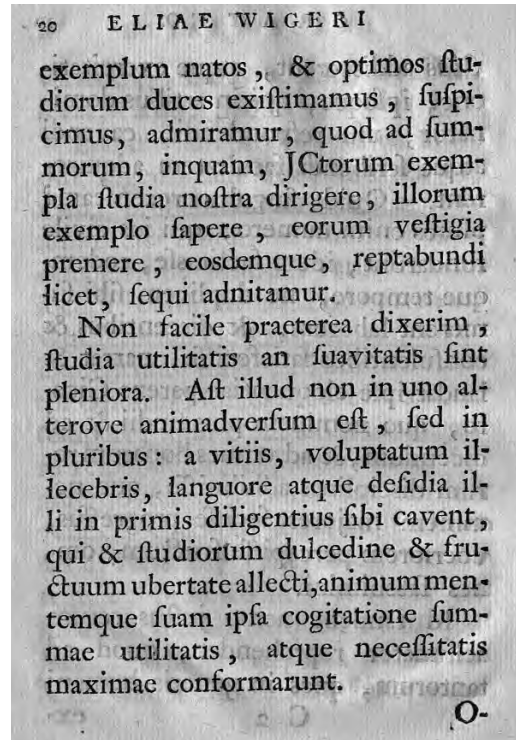 20 ELIAE WIGERI
exemplum natos, & optimos ſtu-
diorum duces exiſtimamus, ſuſpi-
cimus, admiramur, quod ad ſum-
morum, inquam, JCtorum exem-
pla ſtudia noſtra dirigere, illorum
exemplo ſapere, eorum veſtigia
premere, eosdemque, reptabundi
licet, ſequi adnitamur.
Non facile praeterea dixerim,
ſtudia utilitatis an ſuavitatis ſint
pleniora. Aſt illud non in uno al-
terove animadverſum eſt, ſed in
pluribus: a vitiis, voluptatum il-
lecebris, languore atque deſidia il-
li in primis diligentius ſibi cavent,
qui & ſtudiorum dulcedine & fru-
ctuum ubertate allecti, animum men-
temque ſuam ipſa cogitatione ſum-
mae utilitatis, atque neceſſitatis
maximae conformarunt.
O-